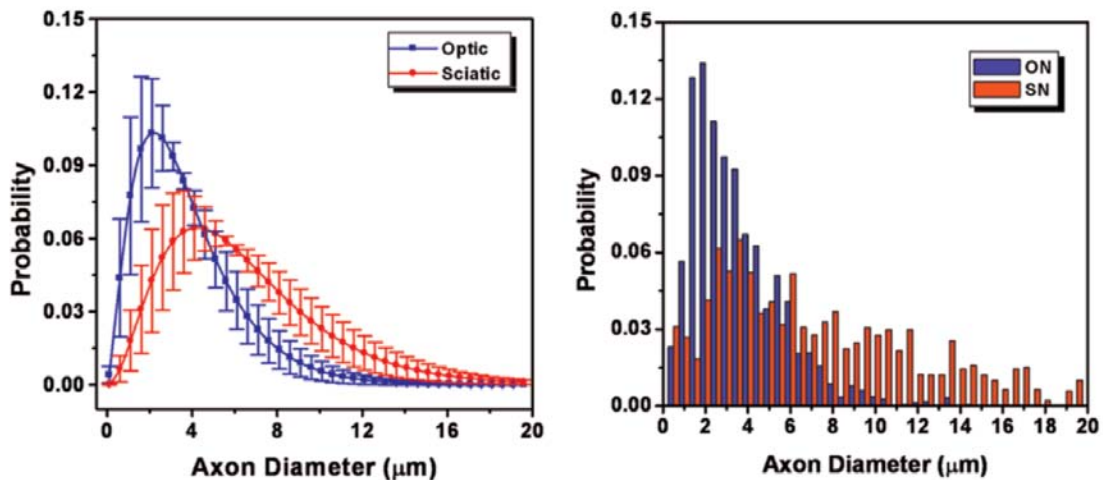 0.15
0.12
0.09
0.06
0.03
0.00
Probability
Optic
Sciatic
0 4 8 12 16 20
Axon Diameter (μm)
0.15
0.12
0.09
0.06
0.03
0.00
Probability
ON
SN
0 2 4 6 8 10 12 14 16 18 20
Axon Diameter (μm)